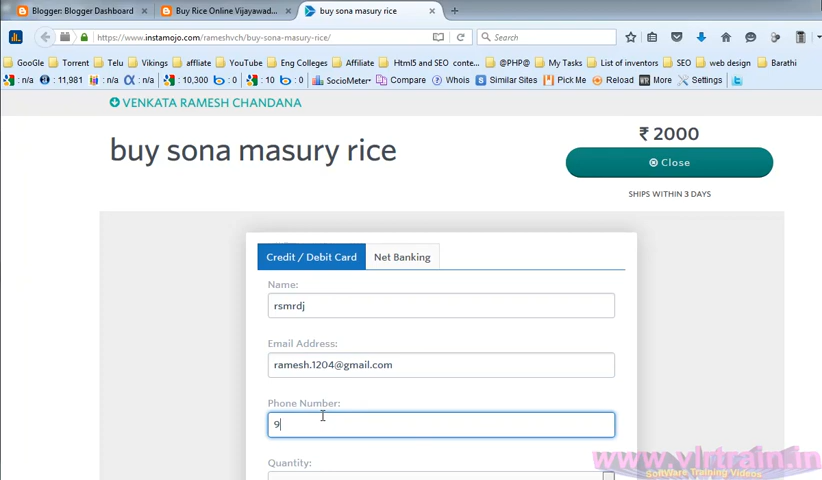 Blogger: Blogger Dashboard
Buy Rice Online Vijayawad...
buy sona masury rice
https://www.instamojo.com/rameshvch/buy-sona-masury-rice/
Search
GooGle Torrent Telu Vikings affliate YouTube Eng Colleges Affiliate Html5 and SEO conte... @PHP@ My Tasks List of inventors SEO web design Barathi
: n/a : 11,981 : n/a : n/a : 10,300 : 0 : 10 : 0 SocioMeter Compare Whois Similar Sites Pick Me Reload More Settings
VENKATA RAMESH CHANDANA
buy sona masury rice
₹ 2000
Close
SHIPS WITHIN 3 DAYS
Credit / Debit Card Net Banking
Name:
rsmrdj
Email Address:
ramesh.1204@gmail.com
Phone Number:
9
Quantity:
www.vlrtrain.in
SoftWare Training Videos